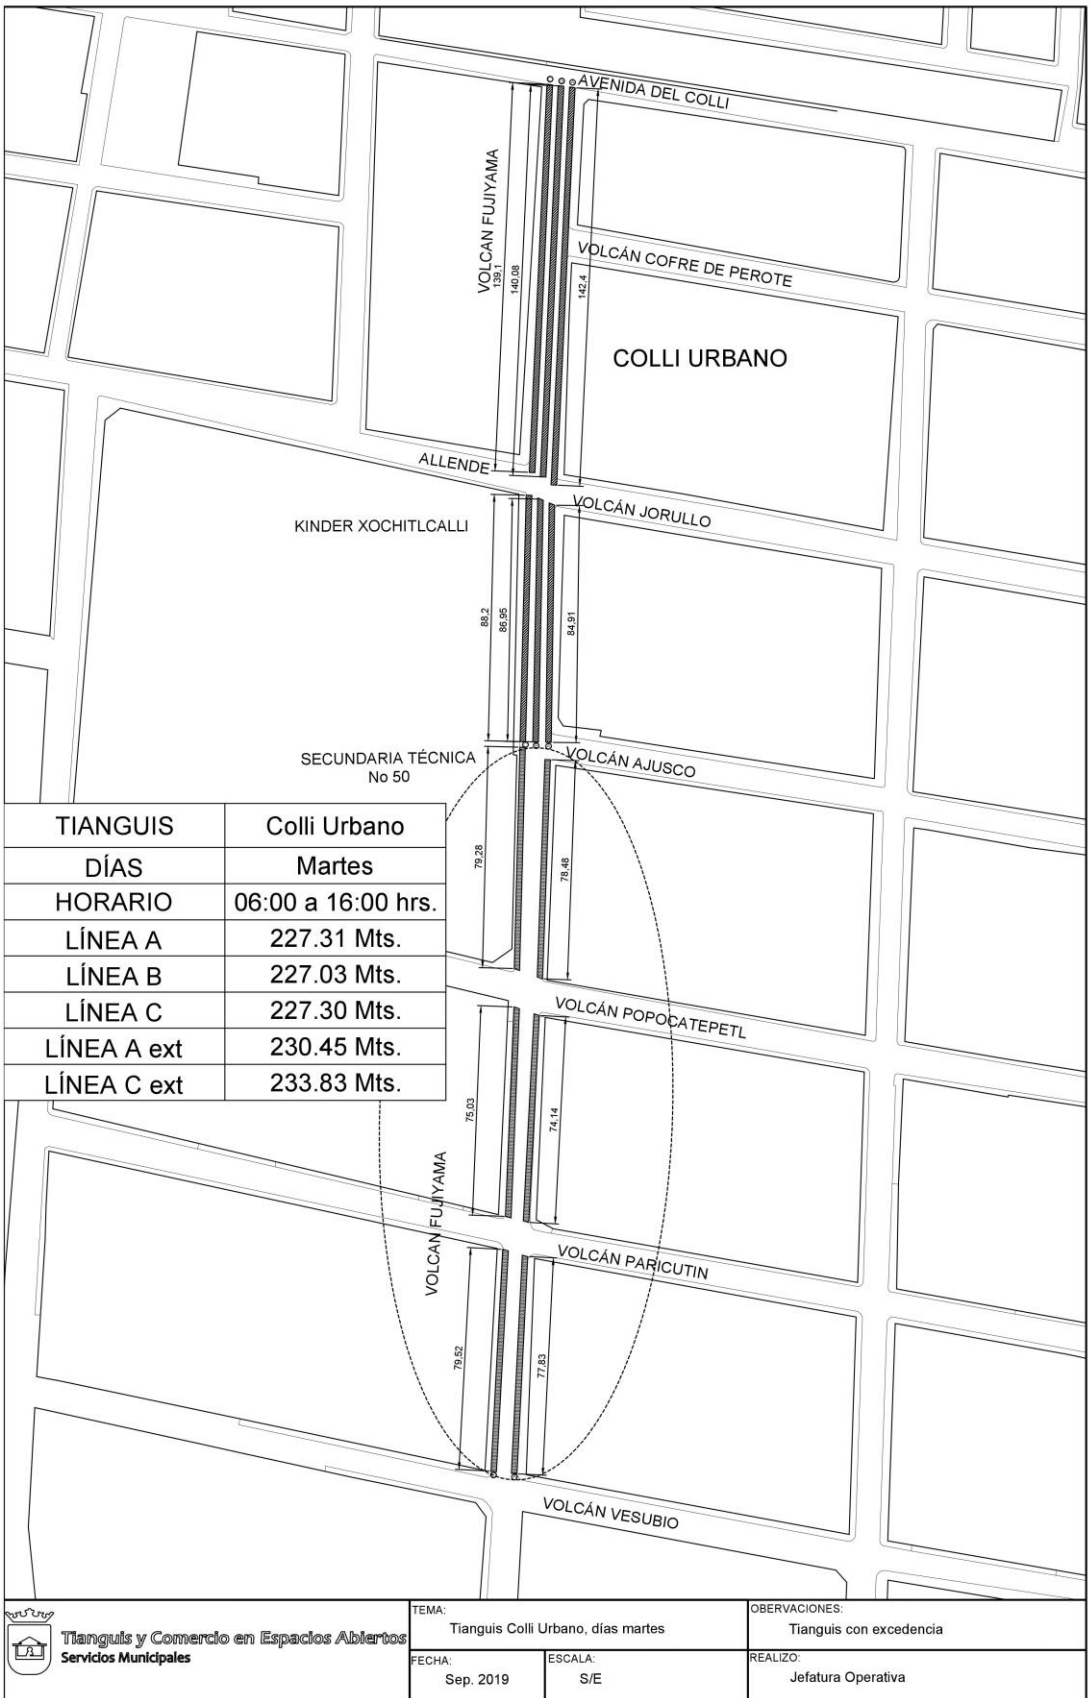 AVENIDA DEL COLLI
VOLCAN FUJIYAMA
139,1
140,08
142,4
VOLCÁN COFRE DE PEROTE
COLLI URBANO
ALLENDE
VOLCÁN JORULLO
KINDER XOCHITLCALLI
88,2
86,95
84,91
SECUNDARIA TÉCNICA
No 50
VOLCÁN AJUSCO
79,28
78,48
TIANGUIS Colli Urbano
DÍAS Martes
HORARIO 06:00 a 16:00 hrs.
LÍNEA A 227.31 Mts.
LÍNEA B 227.03 Mts.
LÍNEA C 227.30 Mts.
LÍNEA A ext 230.45 Mts.
LÍNEA C ext 233.83 Mts.
VOLCÁN POPOCATEPETL
75,03
74,14
VOLCAN FUJIYAMA
VOLCÁN PARICUTIN
79,52
77,83
VOLCÁN VESUBIO
Tianguis y Comercio en Espacios Abiertos
Servicios Municipales
TEMA:
Tianguis Colli Urbano, días martes
OBERVACIONES:
Tianguis con excedencia
FECHA:
Sep. 2019
ESCALA:
S/E
REALIZO:
Jefatura Operativa